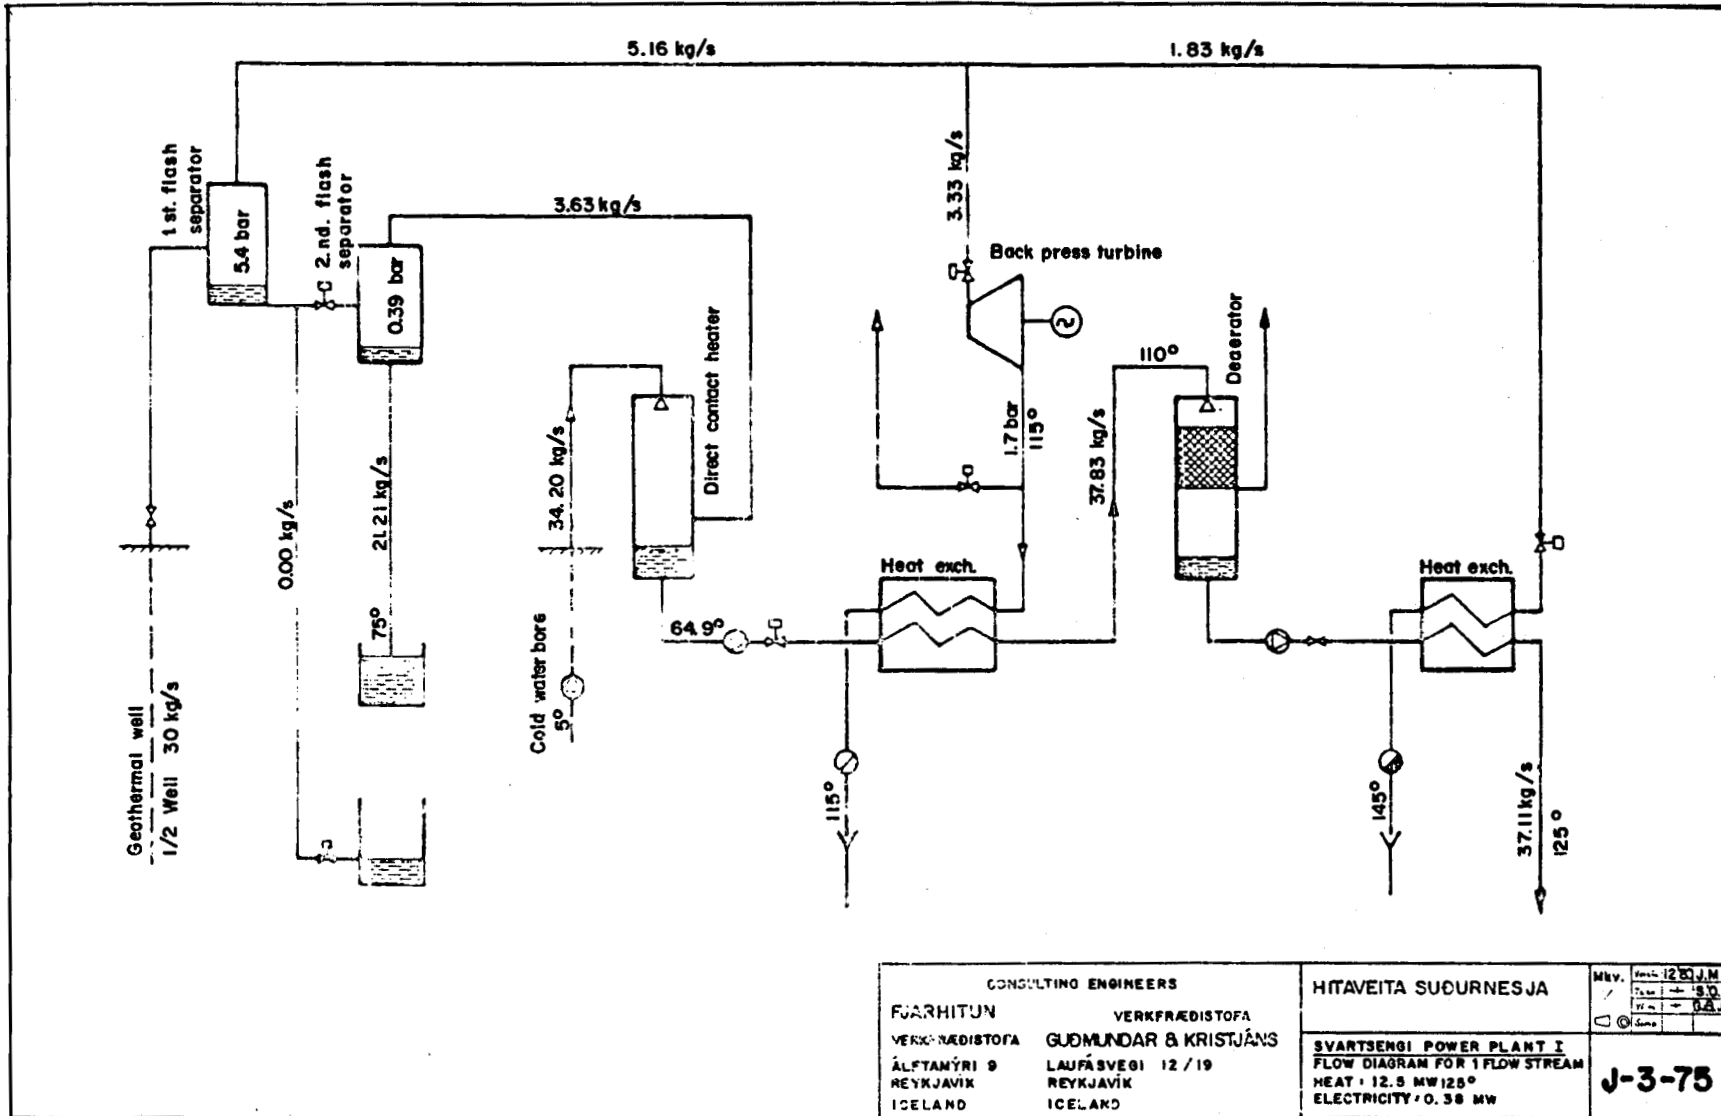 5.16 kg/s
1.83 kg/s
1 st. flash
separator
5.4 bar
2.nd. flash
separator
0.39 bar
3.63 kg/s
3.33 kg/s
Back press turbine
Direct contact heater
1.7 bar
115°
110°
Deaerator
37.83 kg/s
34.20 kg/s
21.21 kg/s
0.00 kg/s
75°
64.9°
Heat exch.
Heat exch.
Cold water bore
5°
Geothermal well
1/2 Well 30 kg/s
115°
145°
37.11 kg/s
125°
CONSULTING ENGINEERS
FJARHITUN
VERKFRÆDISTOFA
ÁLFTAMÝRI 9
REYKJAVÍK
ICELAND
VERKFRÆDISTOFA
GUÐMUNDAR & KRISTJÁNS
LAUFÁSVEGI 12/19
REYKJAVÍK
ICELAND
HITAVEITA SUÐURNESJA
SVARTSENGI POWER PLANT I
FLOW DIAGRAM FOR 1 FLOW STREAM
HEAT: 12.5 MW 125°
ELECTRICITY: 0.38 MW
Mkv.
J.M
J-3-75